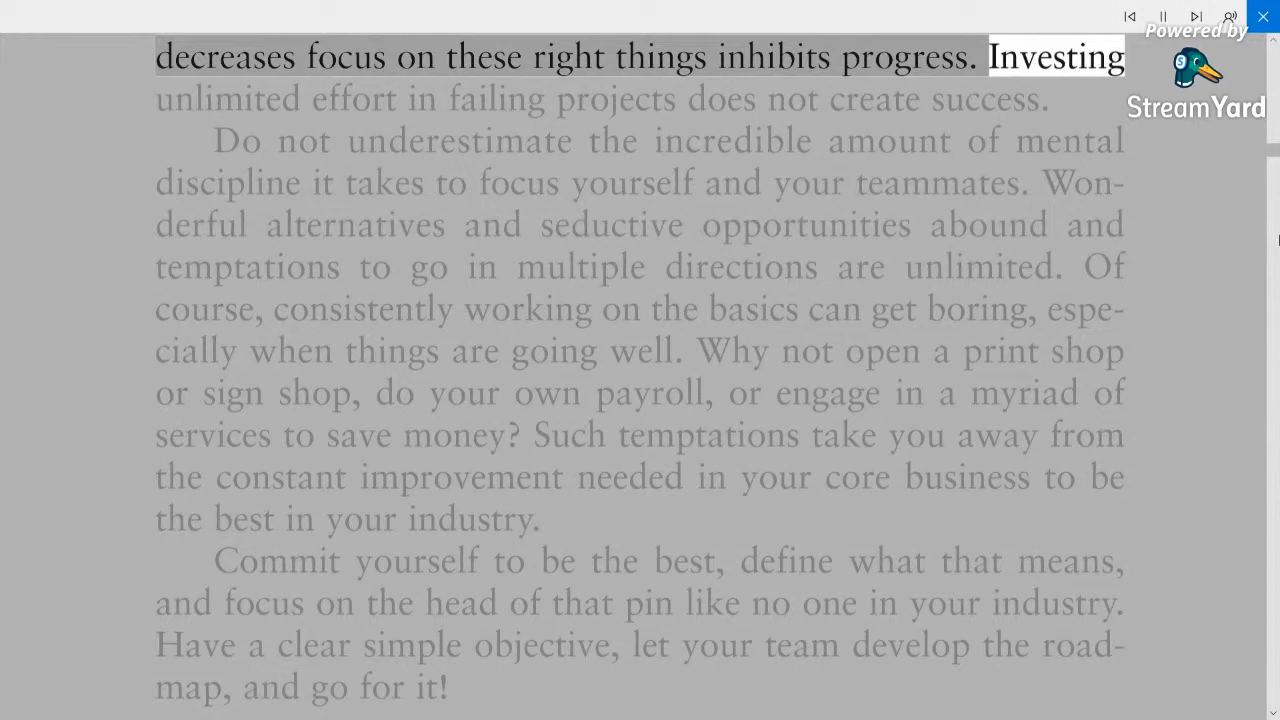 Powered by
StreamYard
decreases focus on these right things inhibits progress. Investing
unlimited effort in failing projects does not create success.
Do not underestimate the incredible amount of mental
discipline it takes to focus yourself and your teammates. Won-
derful alternatives and seductive opportunities abound and
temptations to go in multiple directions are unlimited. Of
course, consistently working on the basics can get boring, espe-
cially when things are going well. Why not open a print shop
or sign shop, do your own payroll, or engage in a myriad of
services to save money? Such temptations take you away from
the constant improvement needed in your core business to be
the best in your industry.
Commit yourself to be the best, define what that means,
and focus on the head of that pin like no one in your industry.
Have a clear simple objective, let your team develop the road-
map, and go for it!